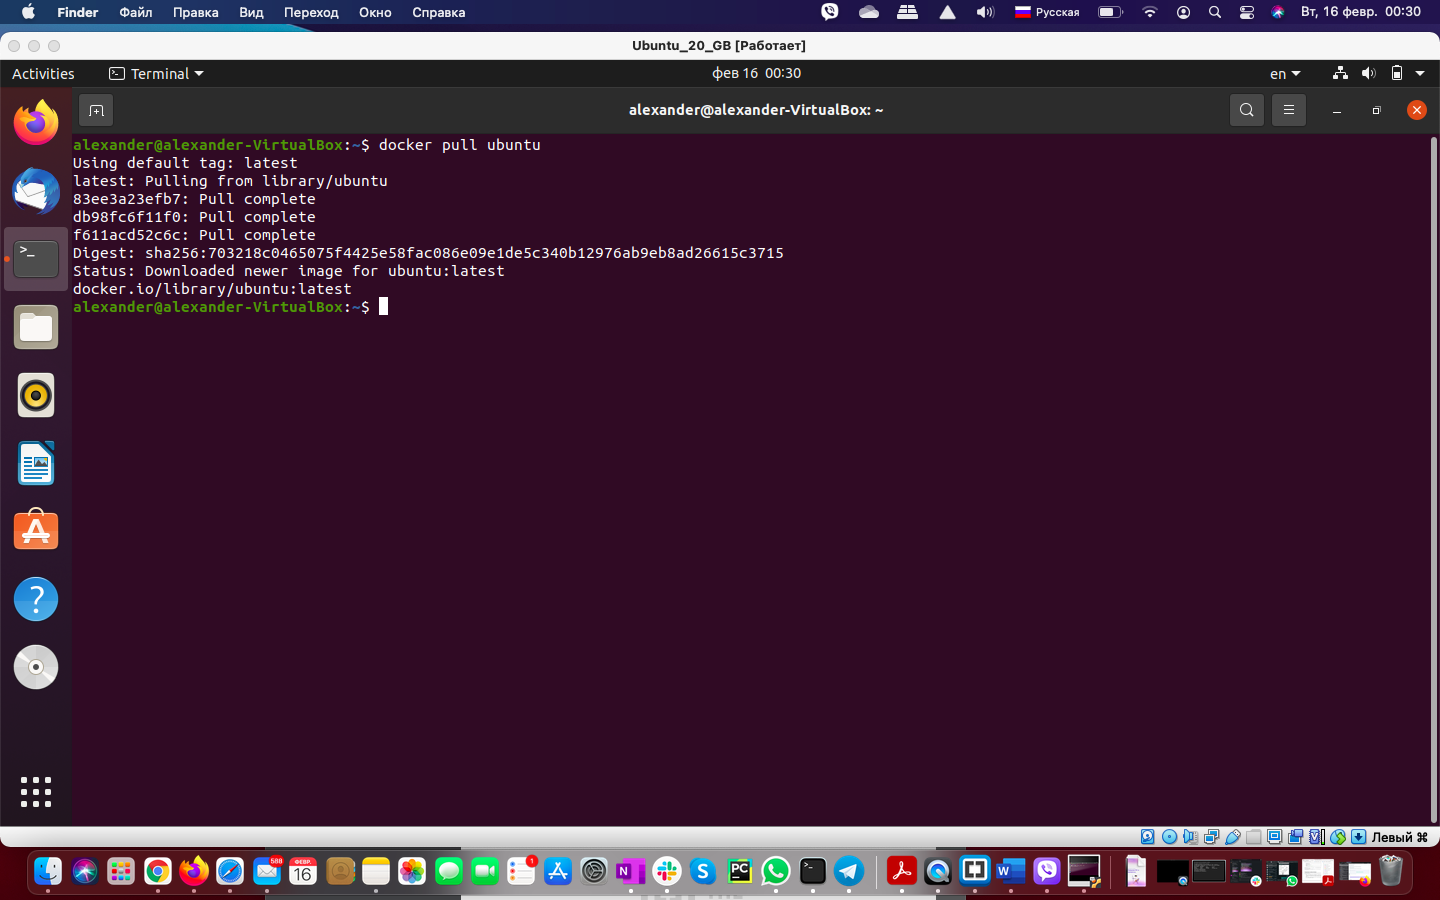 Finder Файл Правка Вид Переход Окно Справка Русская Вт, 16 февр. 00:30
Ubuntu_20_GB [Работает]
Activities Terminal фев 16 00:30 en
alexander@alexander-VirtualBox: ~
alexander@alexander-VirtualBox:~$ docker pull ubuntu
Using default tag: latest
latest: Pulling from library/ubuntu
83ee3a23efb7: Pull complete
db98fc6f11f0: Pull complete
f611acd52c6c: Pull complete
Digest: sha256:703218c0465075f4425e58fac086e09e1de5c340b12976ab9eb8ad26615c3715
Status: Downloaded newer image for ubuntu:latest
docker.io/library/ubuntu:latest
alexander@alexander-VirtualBox:~$
Левый ⌘
588
ФЕВР.
16
1
N
S
PC
W